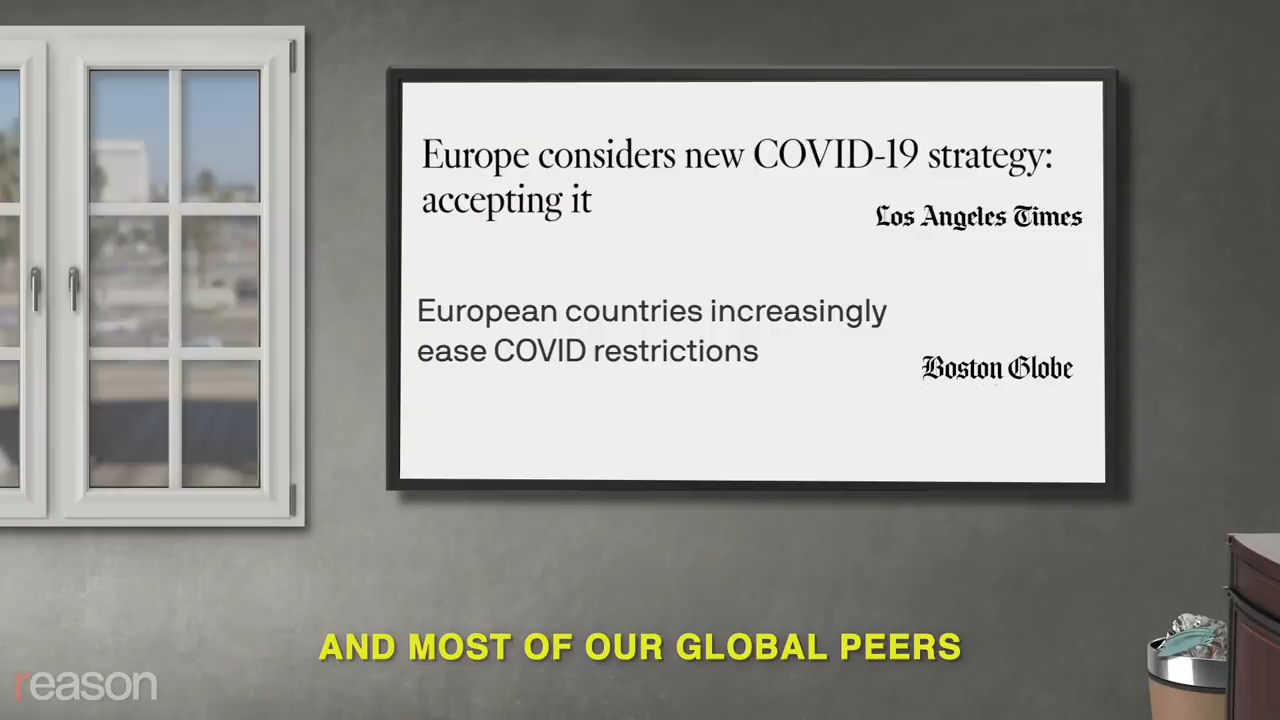 Europe considers new COVID-19 strategy:
accepting it
Los Angeles Times
European countries increasingly
ease COVID restrictions
Boston Globe
AND MOST OF OUR GLOBAL PEERS
reason